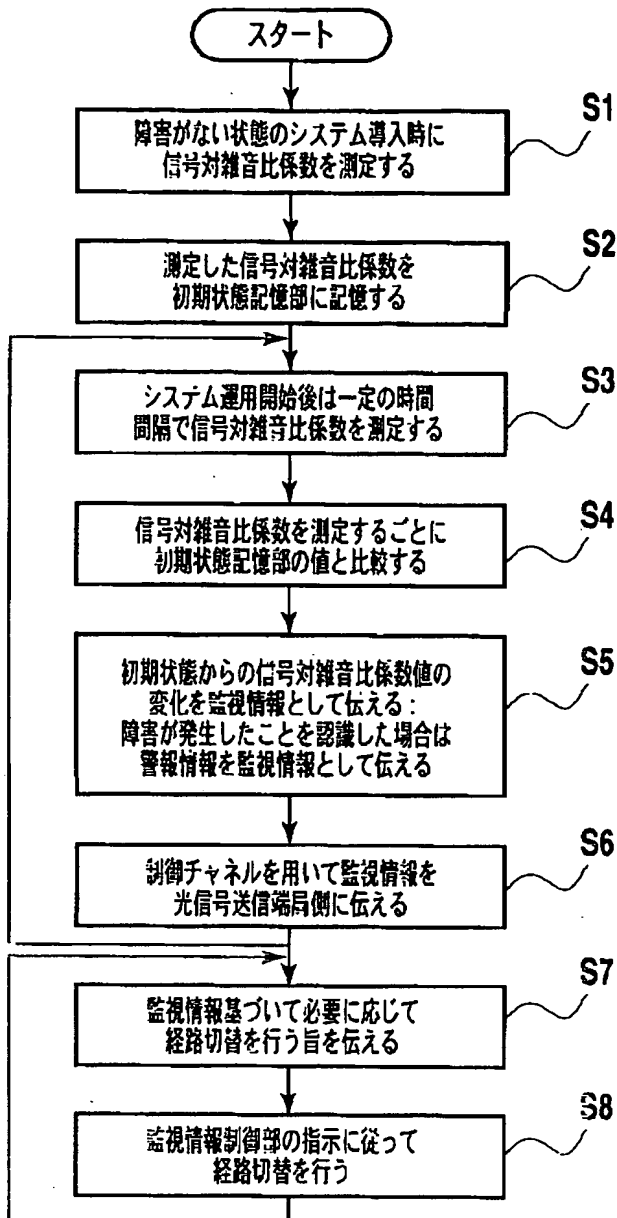 スタート
S1
障害がない状態のシステム導入時に
信号対雑音比係数を測定する
S2
測定した信号対雑音比係数を
初期状態記憶部に記憶する
S3
システム運用開始後は一定の時間
間隔で信号対雑音比係数を測定する
S4
信号対雑音比係数を測定するごとに
初期状態記憶部の値と比較する
S5
初期状態からの信号対雑音比係数値の
変化を監視情報として伝える:
障害が発生したことを認識した場合は
警報情報を監視情報として伝える
S6
制御チャネルを用いて監視情報を
光信号送信端局側に伝える
S7
監視情報基づいて必要に応じて
経路切替を行う旨を伝える
S8
監視情報制御部の指示に従って
経路切替を行う